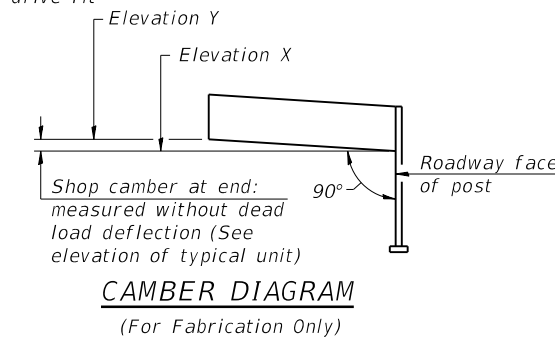 drive fit
Elevation Y
Elevation X
Roadway face
of post
90°
Shop camber at end:
measured without dead
load deflection (See
elevation of typical unit)
CAMBER DIAGRAM
(For Fabrication Only)